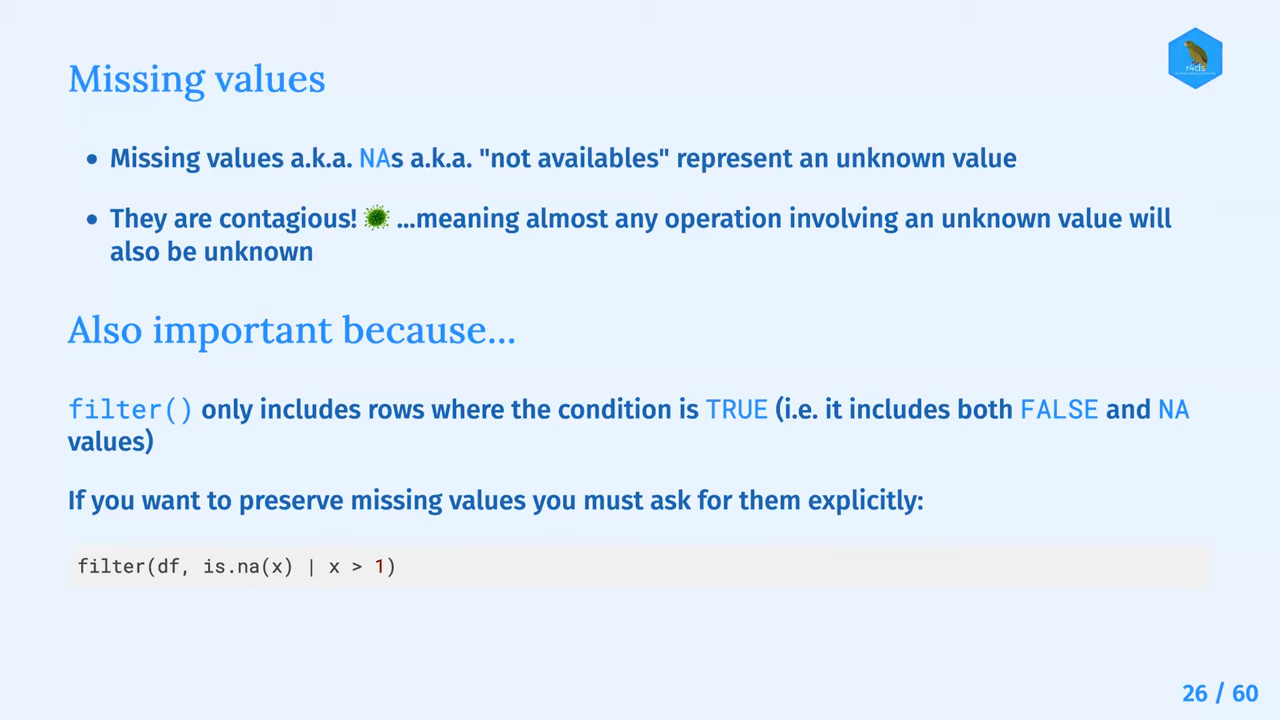 Missing values
r4ds
• Missing values a.k.a. NAs a.k.a. "not availables" represent an unknown value
• They are contagious! 🦠 ...meaning almost any operation involving an unknown value will
also be unknown
Also important because...
filter() only includes rows where the condition is TRUE (i.e. it includes both FALSE and NA
values)
If you want to preserve missing values you must ask for them explicitly:
filter(df, is.na(x) | x > 1)
26 / 60